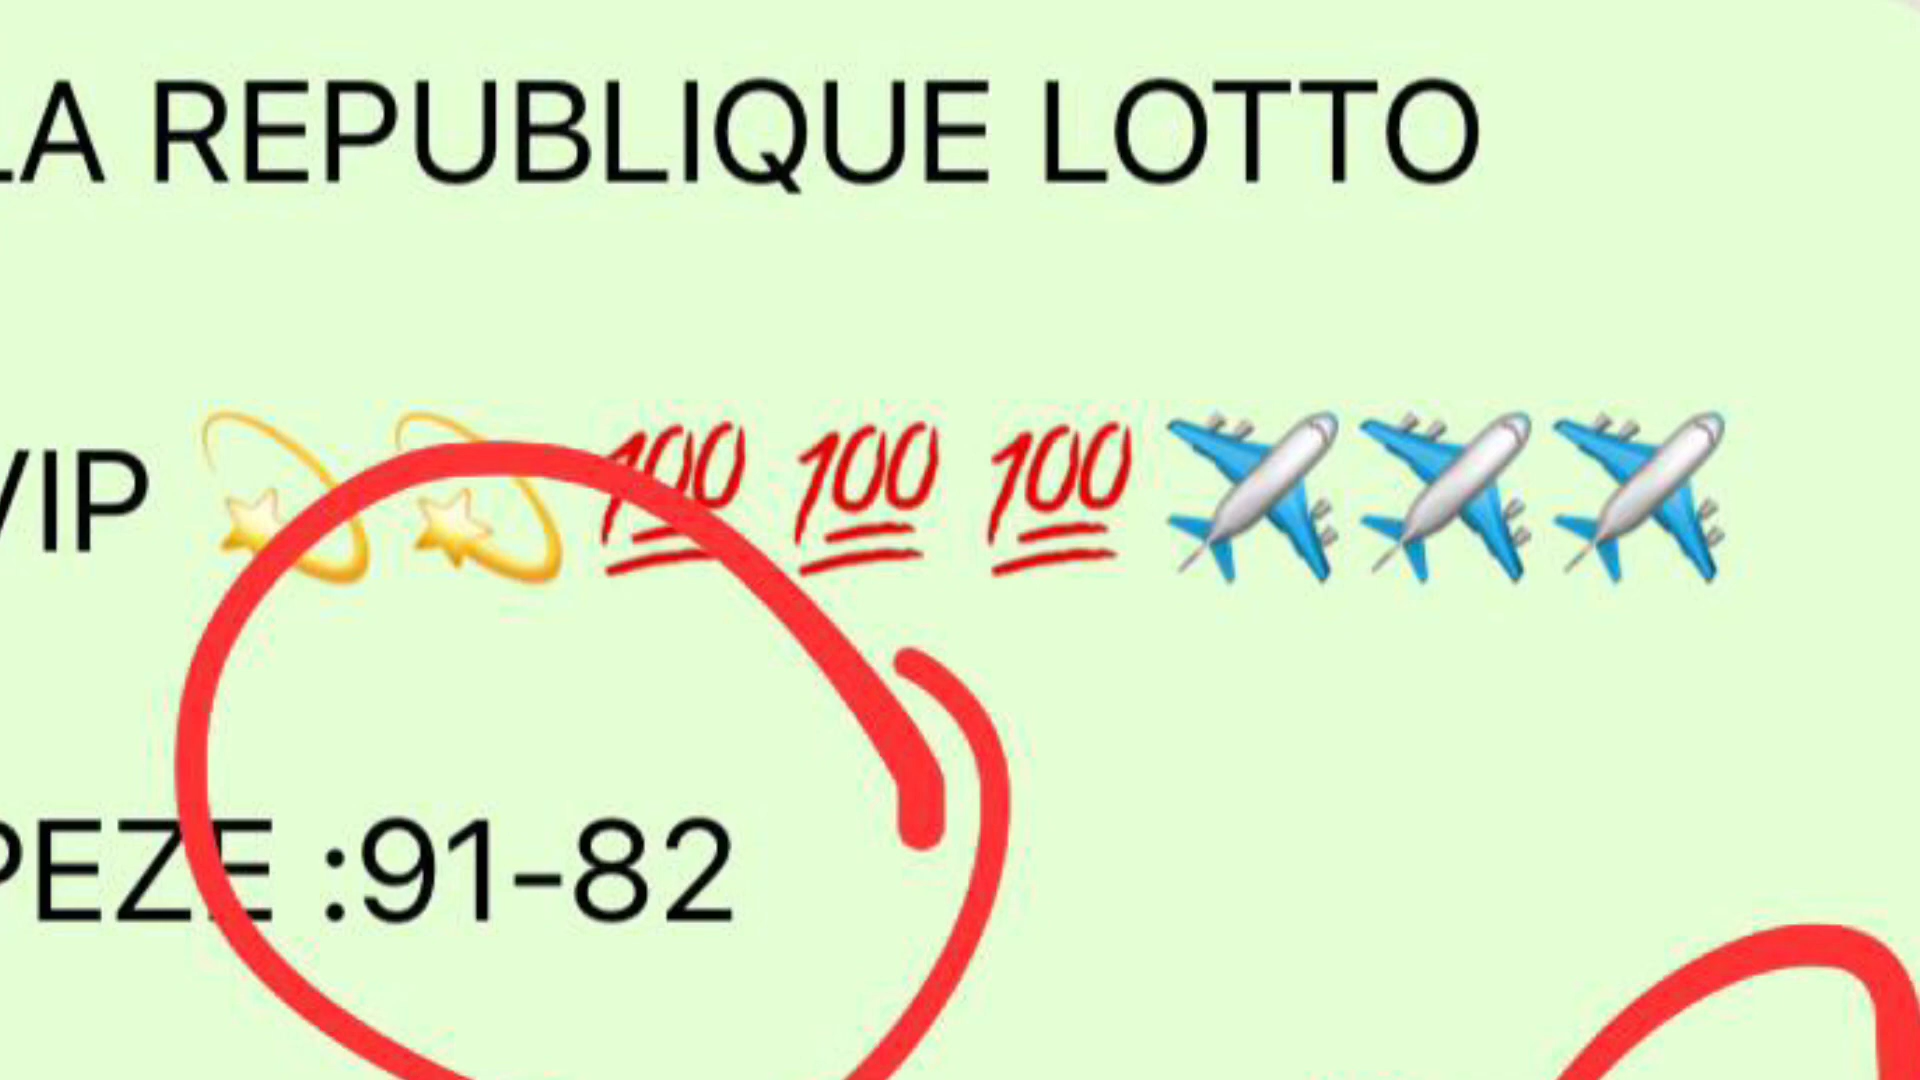 LA REPUBLIQUE LOTTO
VIP 💫💫💯💯💯✈️✈️✈️
PEZE :91-82